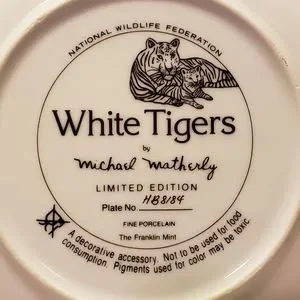 NATIONAL WILDLIFE FEDERATION
White Tigers
by
Michael Matherly
LIMITED EDITION
Plate No. HB8184
FINE PORCELAIN
The Franklin Mint
A decorative accessory. Not to be used for food
consumption. Pigments used for color may be toxic.